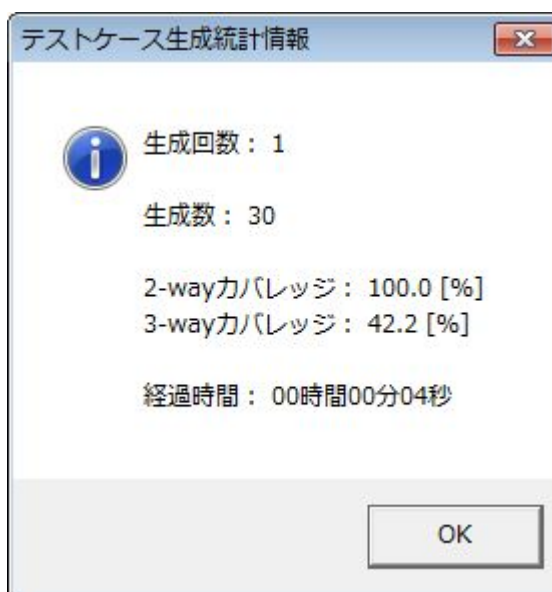 テストケース生成統計情報
生成回数： 1
生成数： 30
2-wayカバレッジ： 100.0 [%]
3-wayカバレッジ： 42.2 [%]
経過時間： 00時間00分04秒
OK